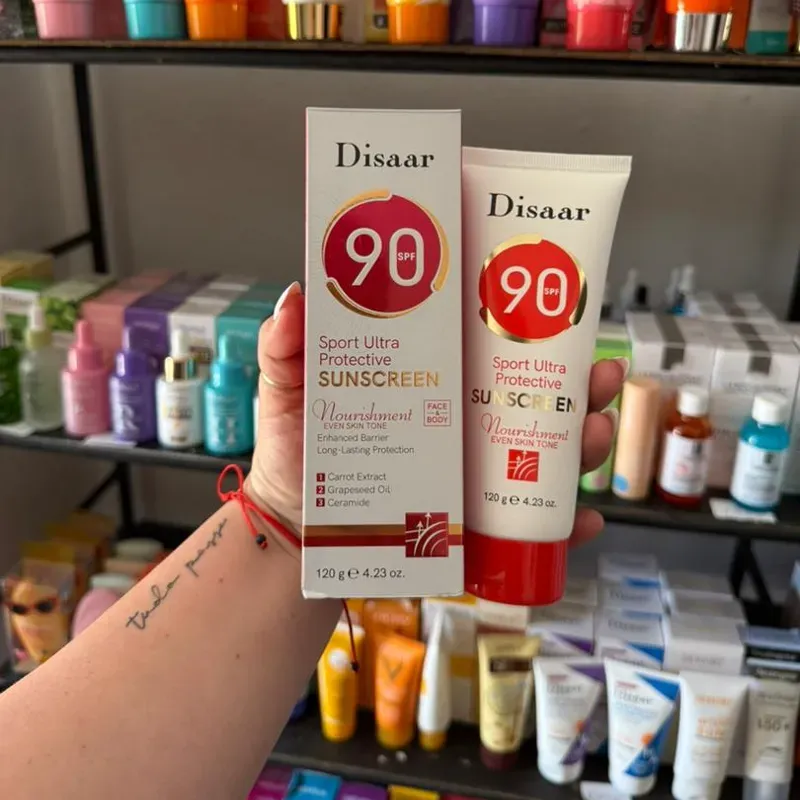 Disaar
90 SPF
Sport Ultra
Protective
SUNSCREEN
Nourishment
EVEN SKIN TONE
FACE
&
BODY
Enhanced Barrier
Long-Lasting Protection
1 Carrot Extract
2 Grapeseed Oil
3 Ceramide
120 g ℮ 4.23 oz.
Disaar
90 SPF
Sport Ultra
Protective
SUNSCREEN
Nourishment
EVEN SKIN TONE
120 g ℮ 4.23 oz.
tudo passa